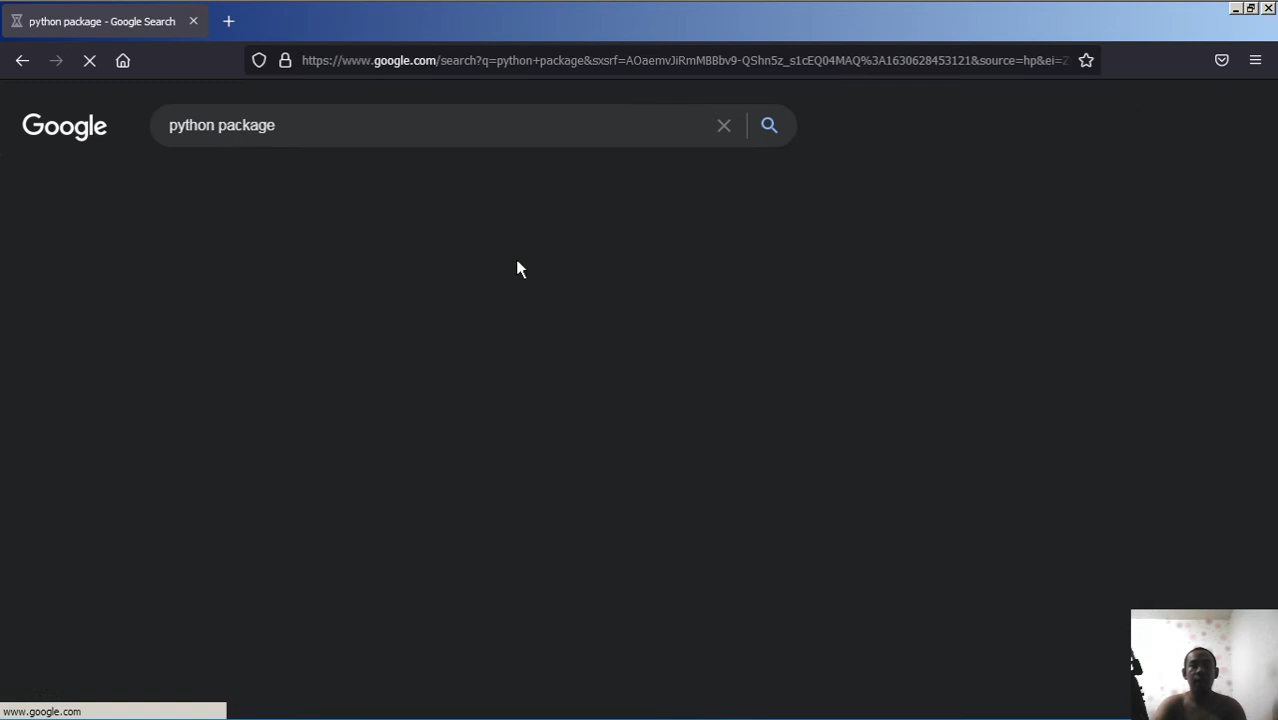 python package - Google Search
https://www.google.com/search?q=python+package&sxsrf=AOaemvJiRmMBBbv9-QShn5z_s1cEQ04MAQ%3A1630628453121&source=hp&ei=Z
Google
python package
www.google.com